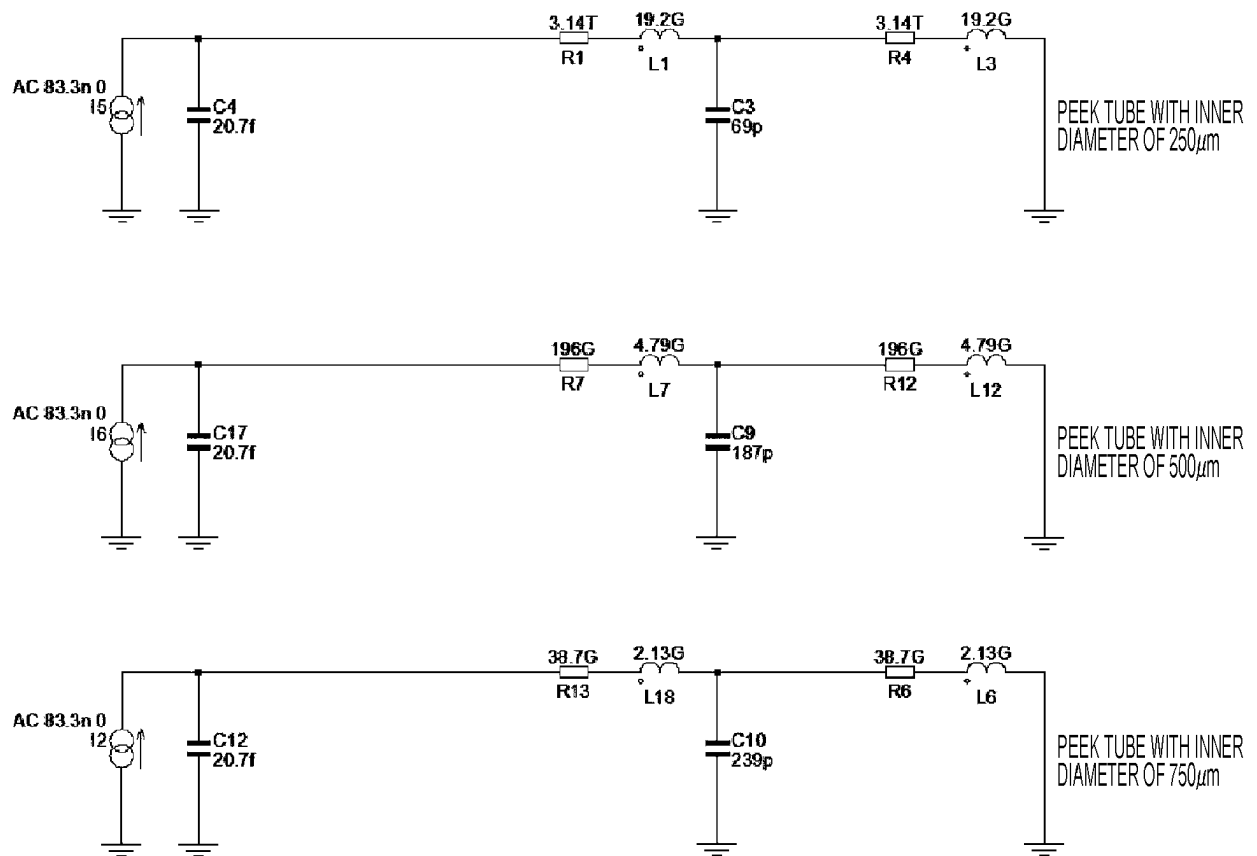 3.14T
19.2G
3.14T
19.2G
R1
L1
R4
L3
AC 83.3n 0
I5
C4
20.7f
C3
69p
PEEK TUBE WITH INNER
DIAMETER OF 250μm
196G
4.79G
196G
4.79G
R7
L7
R12
L12
AC 83.3n 0
I6
C17
20.7f
C9
187p
PEEK TUBE WITH INNER
DIAMETER OF 500μm
38.7G
2.13G
38.7G
2.13G
R13
L18
R6
L6
AC 83.3n 0
I2
C12
20.7f
C10
239p
PEEK TUBE WITH INNER
DIAMETER OF 750μm